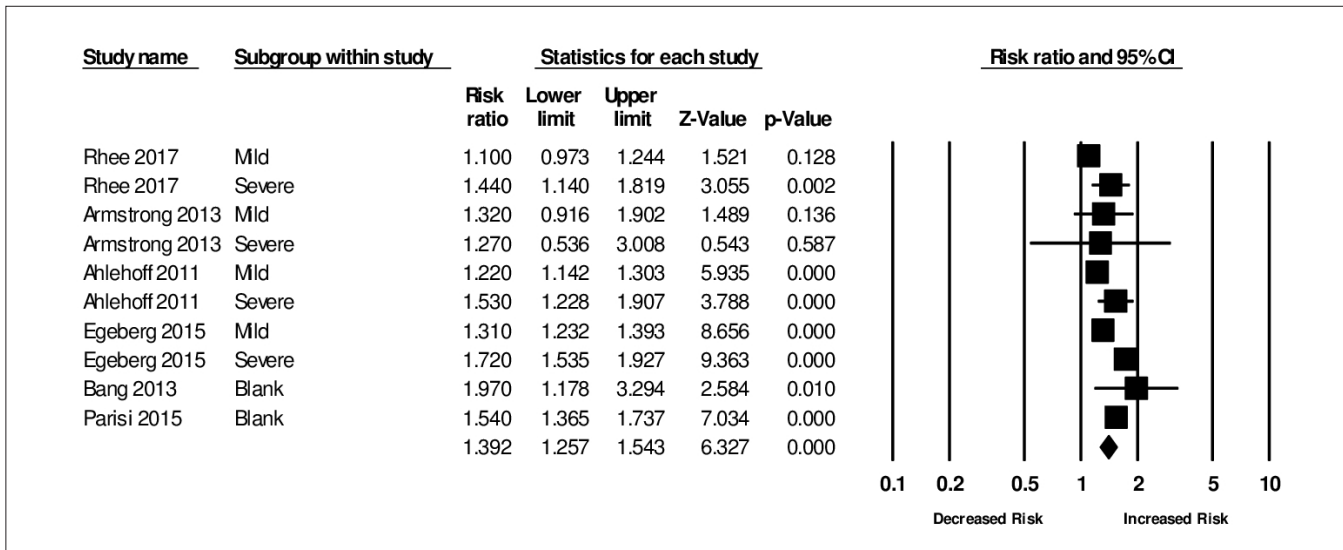 Study name Subgroup within study Statistics for each study Risk ratio and 95% CI
Risk ratio Lower limit Upper limit Z-Value p-Value
Rhee 2017 Mild 1.100 0.973 1.244 1.521 0.128
Rhee 2017 Severe 1.440 1.140 1.819 3.055 0.002
Armstrong 2013 Mild 1.320 0.916 1.902 1.489 0.136
Armstrong 2013 Severe 1.270 0.536 3.008 0.543 0.587
Ahlehoff 2011 Mild 1.220 1.142 1.303 5.935 0.000
Ahlehoff 2011 Severe 1.530 1.228 1.907 3.788 0.000
Egeberg 2015 Mild 1.310 1.232 1.393 8.656 0.000
Egeberg 2015 Severe 1.720 1.535 1.927 9.363 0.000
Bang 2013 Blank 1.970 1.178 3.294 2.584 0.010
Parisi 2015 Blank 1.540 1.365 1.737 7.034 0.000
1.392 1.257 1.543 6.327 0.000
0.1 0.2 0.5 1 2 5 10
Decreased Risk Increased Risk